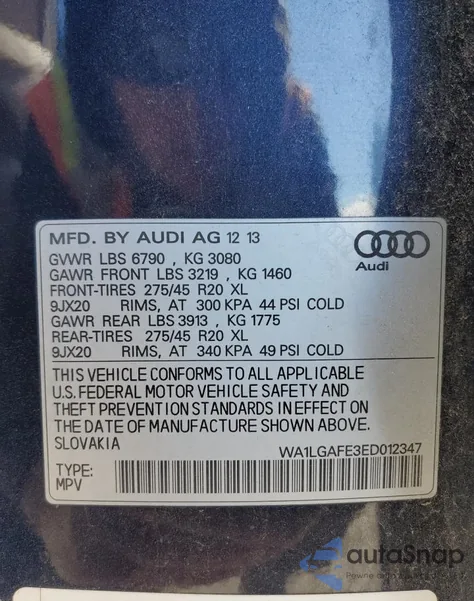 MFD. BY AUDI AG 12 13
GVWR LBS 6790 , KG 3080
GAWR FRONT LBS 3219 , KG 1460
FRONT-TIRES 275/45 R20 XL
9JX20 RIMS, AT 300 KPA 44 PSI COLD
GAWR REAR LBS 3913 , KG 1775
REAR-TIRES 275/45 R20 XL
9JX20 RIMS, AT 340 KPA 49 PSI COLD
Audi
THIS VEHICLE CONFORMS TO ALL APPLICABLE
U.S. FEDERAL MOTOR VEHICLE SAFETY AND
THEFT PREVENTION STANDARDS IN EFFECT ON
THE DATE OF MANUFACTURE SHOWN ABOVE.
SLOVAKIA WA1LGAFE3ED012347
TYPE:
MPV
autoSnap